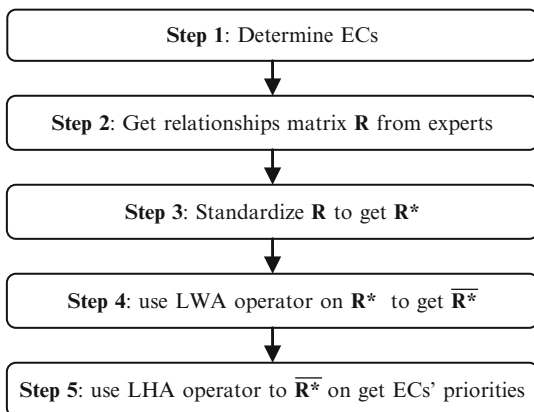 Step 1: Determine ECs
Step 2: Get relationships matrix R from experts
Step 3: Standardize R to get R*
Step 4: use LWA operator on R* to get R̅*̅
Step 5: use LHA operator to R̅*̅ on get ECs’ priorities